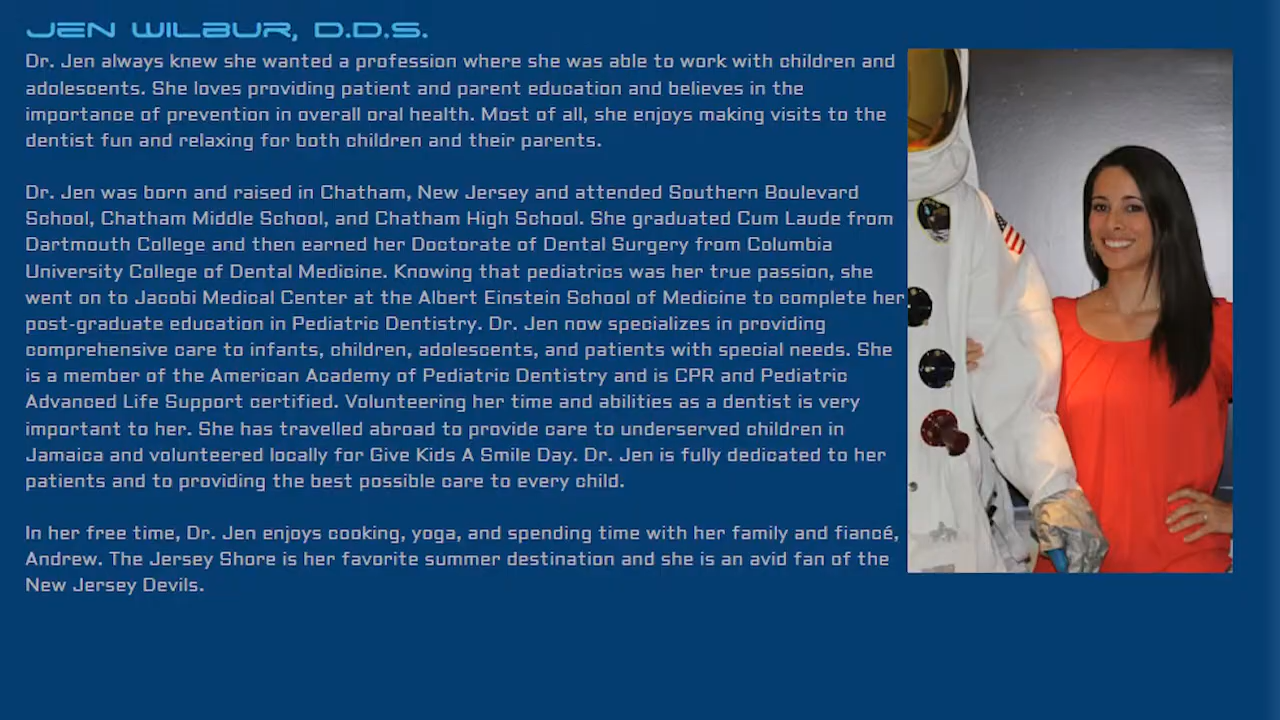 JEN WILBUR, D.D.S.
Dr. Jen always knew she wanted a profession where she was able to work with children and
adolescents. She loves providing patient and parent education and believes in the
importance of prevention in overall oral health. Most of all, she enjoys making visits to the
dentist fun and relaxing for both children and their parents.
Dr. Jen was born and raised in Chatham, New Jersey and attended Southern Boulevard
School, Chatham Middle School, and Chatham High School. She graduated Cum Laude from
Dartmouth College and then earned her Doctorate of Dental Surgery from Columbia
University College of Dental Medicine. Knowing that pediatrics was her true passion, she
went on to Jacobi Medical Center at the Albert Einstein School of Medicine to complete her
post-graduate education in Pediatric Dentistry. Dr. Jen now specializes in providing
comprehensive care to infants, children, adolescents, and patients with special needs. She
is a member of the American Academy of Pediatric Dentistry and is CPR and Pediatric
Advanced Life Support certified. Volunteering her time and abilities as a dentist is very
important to her. She has travelled abroad to provide care to underserved children in
Jamaica and volunteered locally for Give Kids A Smile Day. Dr. Jen is fully dedicated to her
patients and to providing the best possible care to every child.
In her free time, Dr. Jen enjoys cooking, yoga, and spending time with her family and fiancé,
Andrew. The Jersey Shore is her favorite summer destination and she is an avid fan of the
New Jersey Devils.